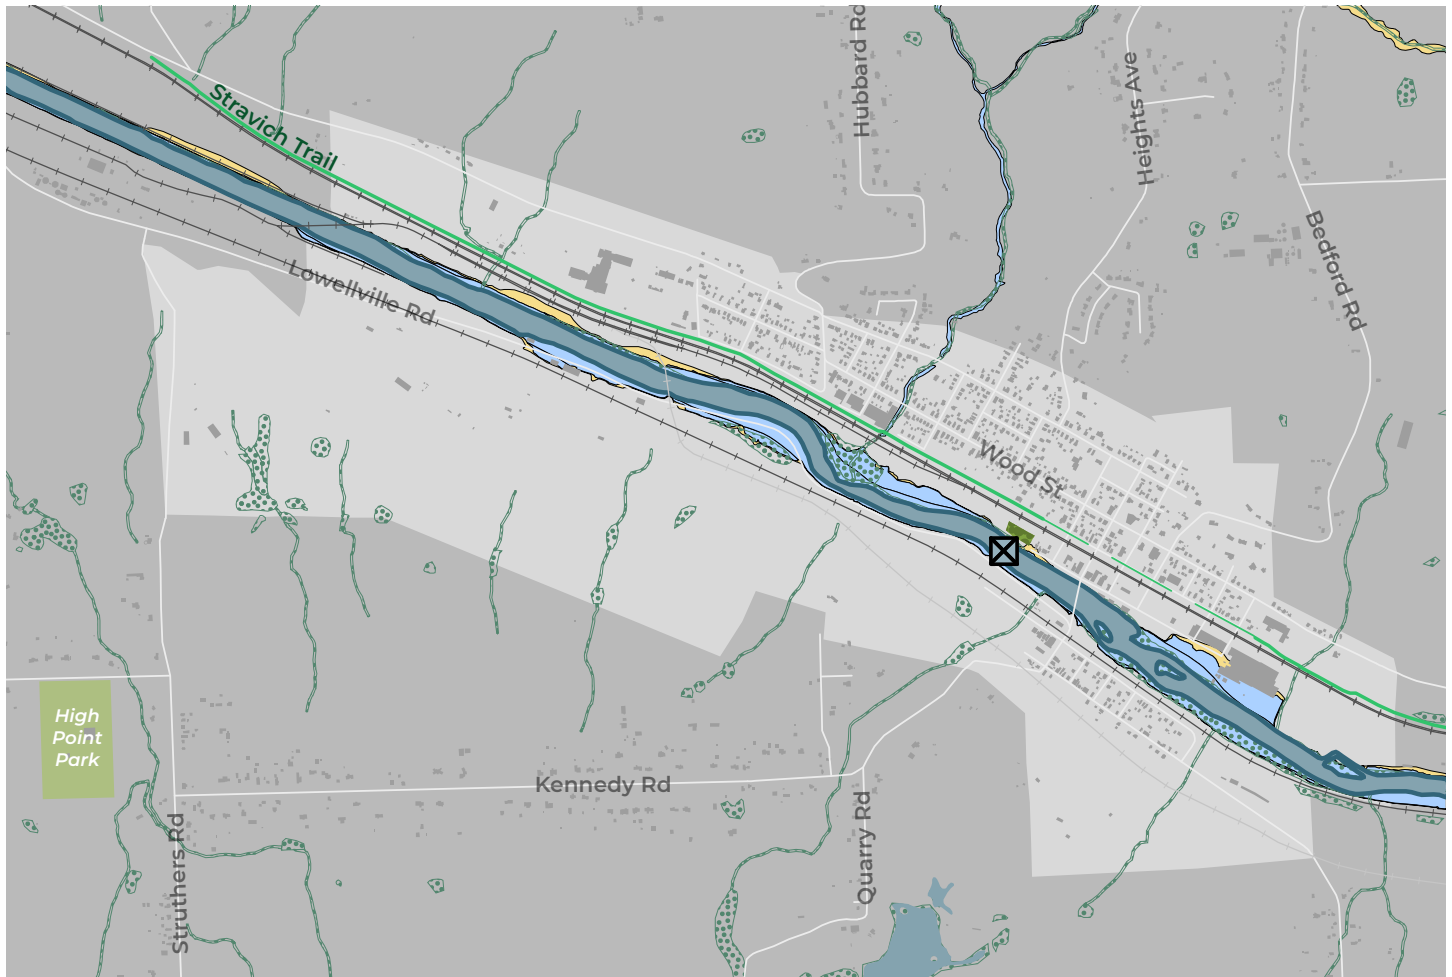 Hubbard Rd
Heights Ave
Stravich Trail
Bedford Rd
Lowellville Rd
Wood St
High
Point
Park
Kennedy Rd
Quarry Rd
Struthers Rd